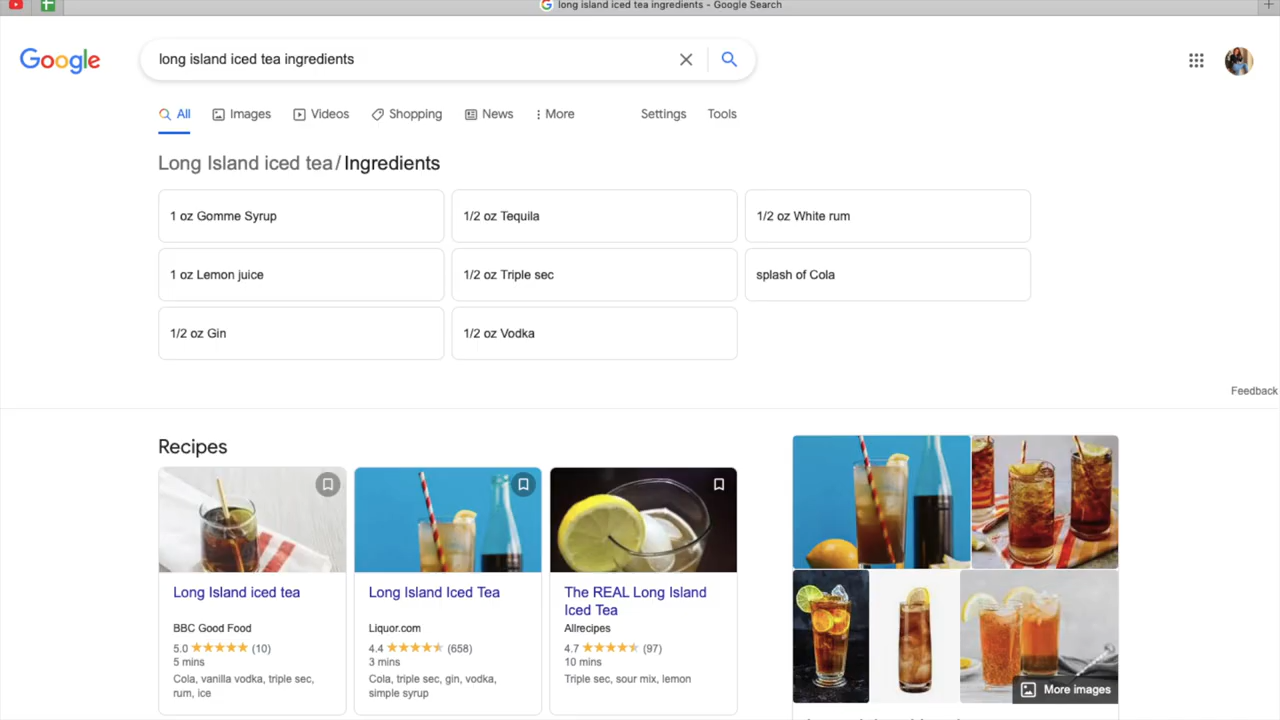 long island iced tea ingredients - Google Search
Google
long island iced tea ingredients
All Images Videos Shopping News More Settings Tools
Long Island iced tea/Ingredients
1 oz Gomme Syrup
1/2 oz Tequila
1/2 oz White rum
1 oz Lemon juice
1/2 oz Triple sec
splash of Cola
1/2 oz Gin
1/2 oz Vodka
Feedback
Recipes
Long Island iced tea
BBC Good Food
5.0 (10)
5 mins
Cola, vanilla vodka, triple sec,
rum, ice
Long Island Iced Tea
Liquor.com
4.4 (658)
3 mins
Cola, triple sec, gin, vodka,
simple syrup
The REAL Long Island
Iced Tea
Allrecipes
4.7 (97)
10 mins
Triple sec, sour mix, lemon
More images